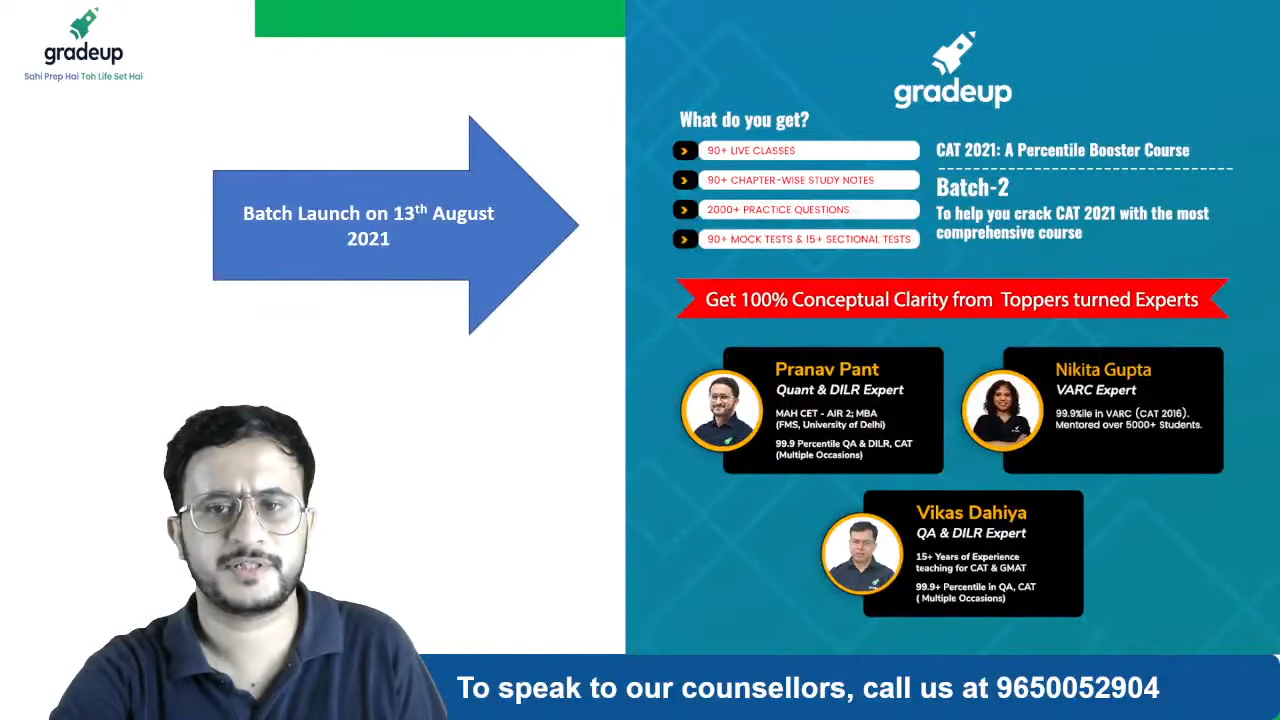 gradeup
Sahi Prep Hai Toh Life Set Hai
Batch Launch on 13th August
2021
gradeup
What do you get?
90+ LIVE CLASSES
90+ CHAPTER-WISE STUDY NOTES
2000+ PRACTICE QUESTIONS
90+ MOCK TESTS & 15+ SECTIONAL TESTS
CAT 2021: A Percentile Booster Course
Batch-2
To help you crack CAT 2021 with the most
comprehensive course
Get 100% Conceptual Clarity from Toppers turned Experts
Pranav Pant
Quant & DILR Expert
MAH CET - AIR 2; MBA
(FMS, University of Delhi)
99.9 Percentile QA & DILR, CAT
(Multiple Occasions)
Nikita Gupta
VARC Expert
99.9%ile in VARC (CAT 2016).
Mentored over 5000+ Students.
Vikas Dahiya
QA & DILR Expert
15+ Years of Experience
teaching for CAT & GMAT
99.9+ Percentile in QA, CAT
( Multiple Occasions)
To speak to our counsellors, call us at 9650052904